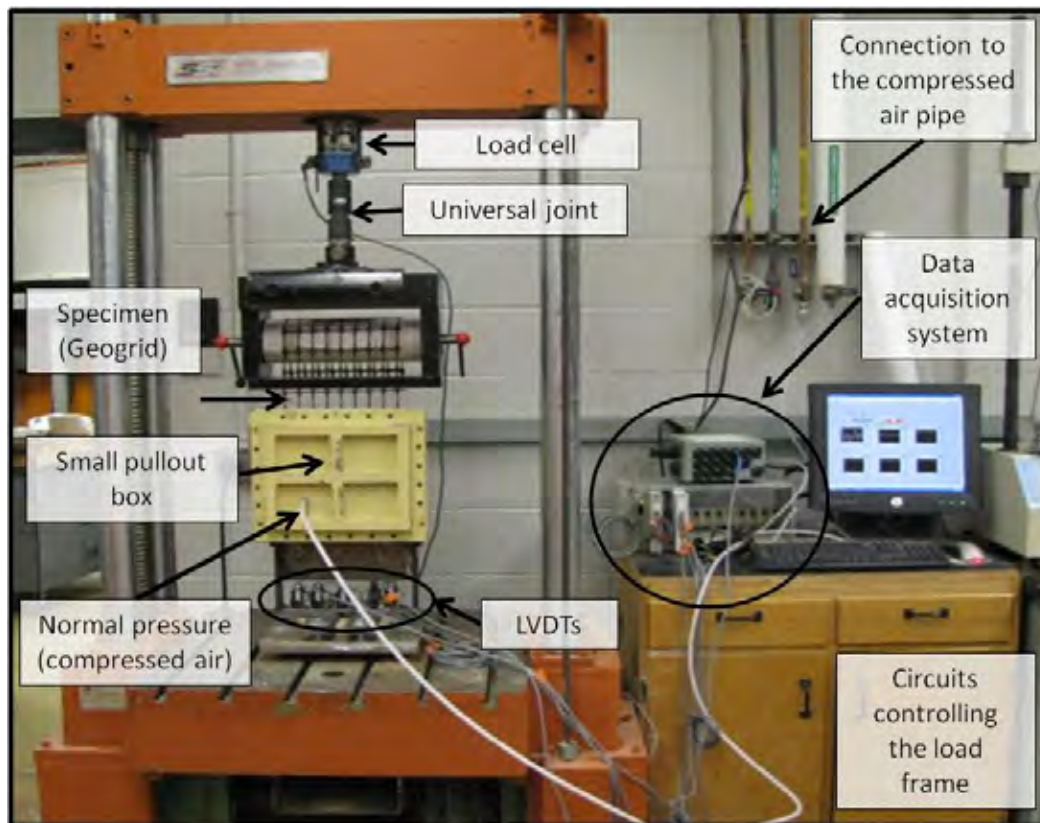 Connection to
the compressed
air pipe
Load cell
Universal joint
Data
acquisition
system
Specimen
(Geogrid)
Small pullout
box
Normal pressure
(compressed air)
LVDTs
Circuits
controlling
the load
frame